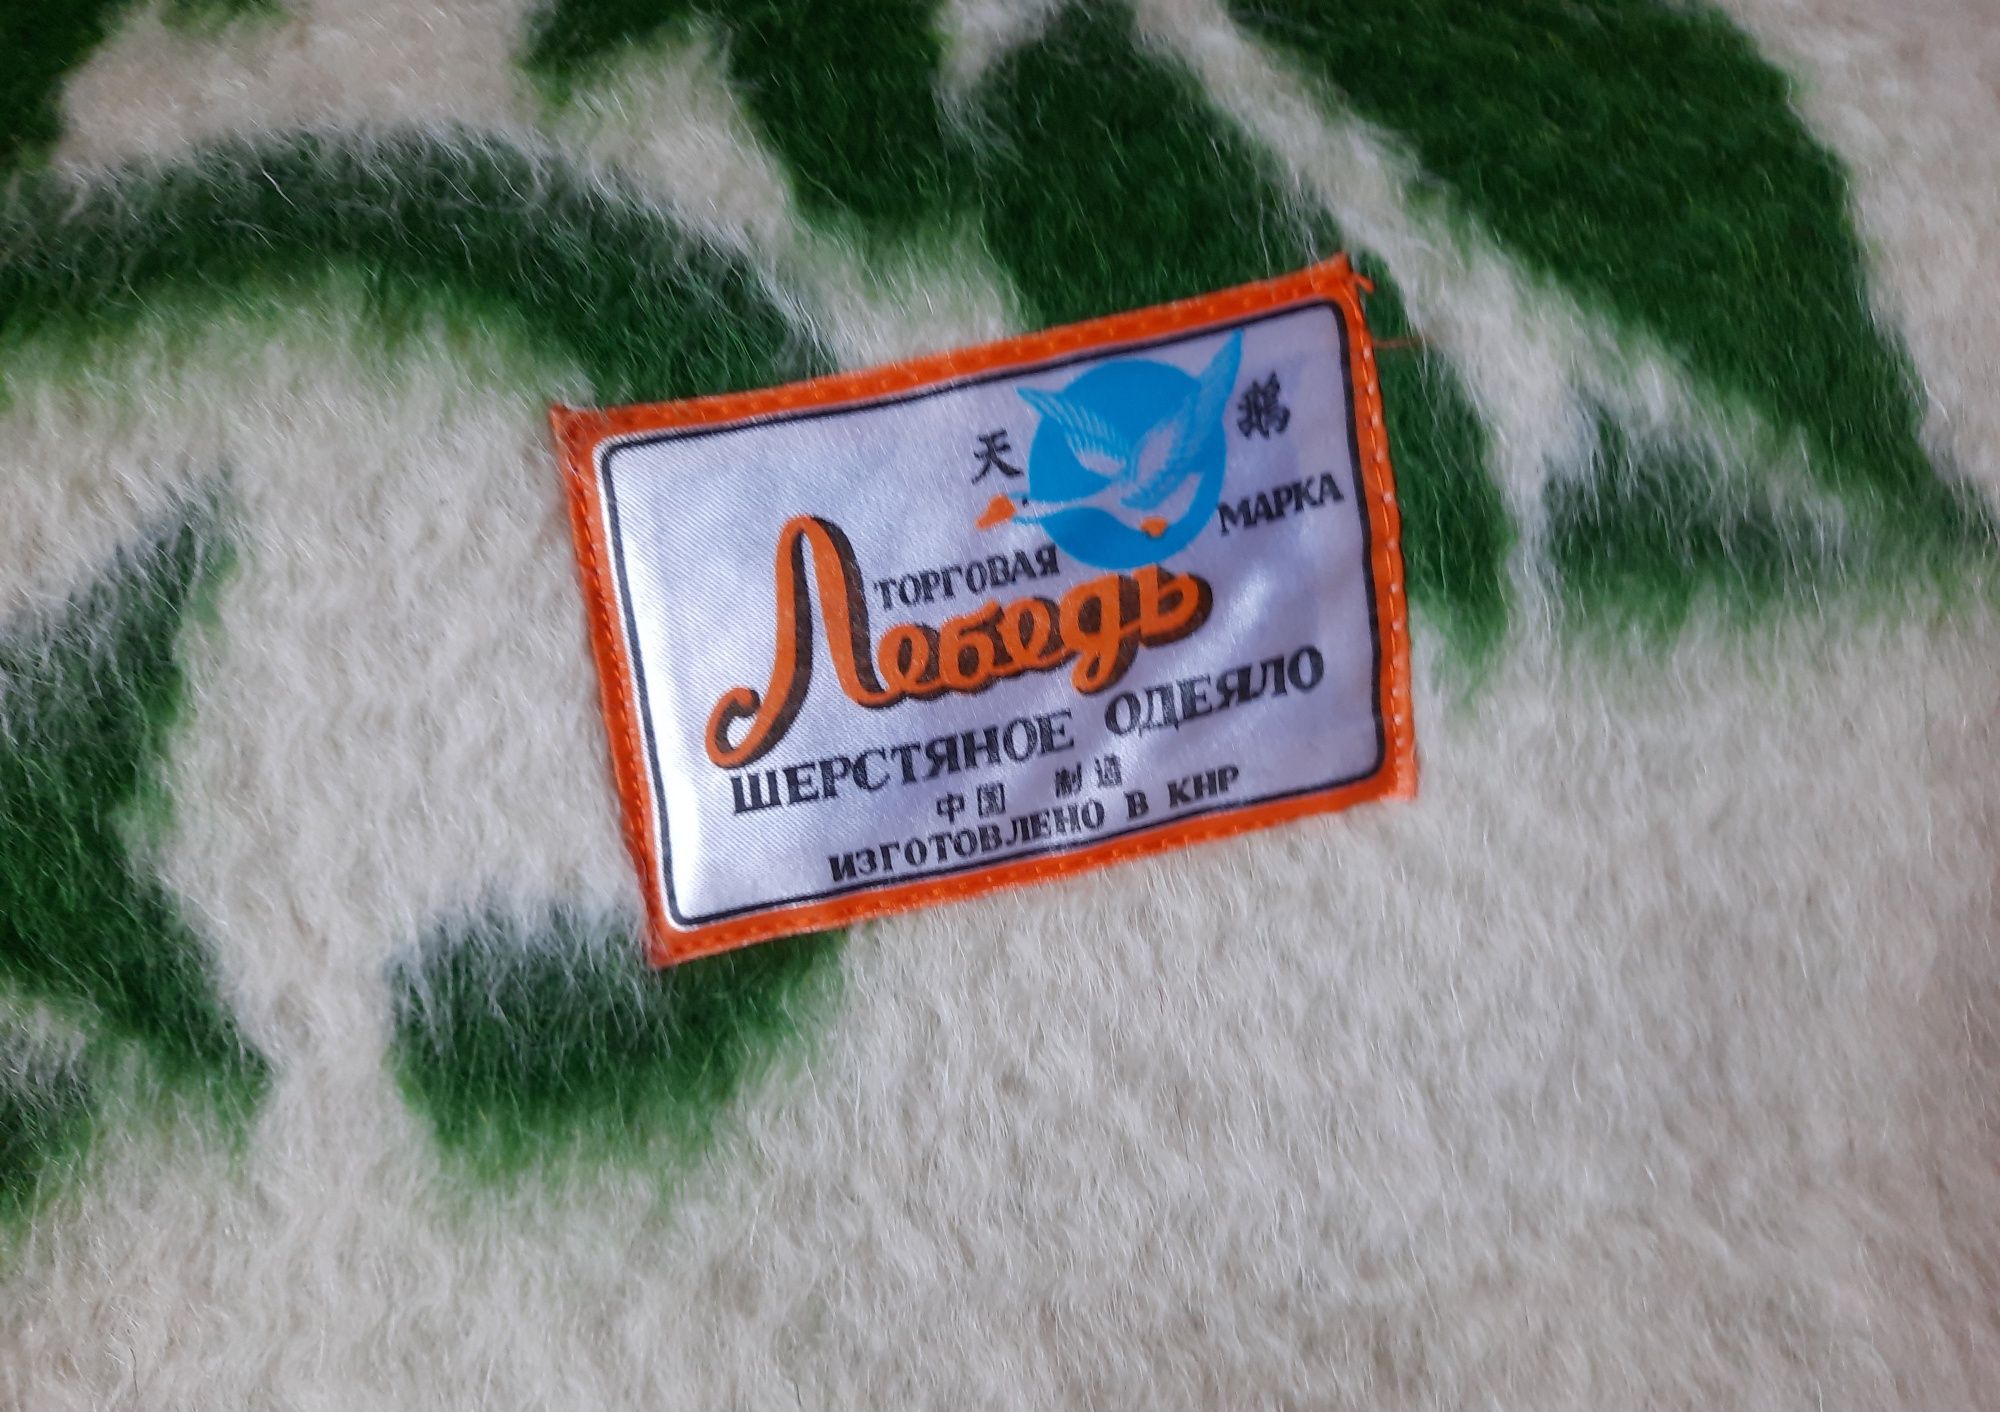 天 鹅
ТОРГОВАЯ МАРКА
Лебедь
ШЕРСТЯНОЕ ОДЕЯЛО
中国 制造
ИЗГОТОВЛЕНО В КНР